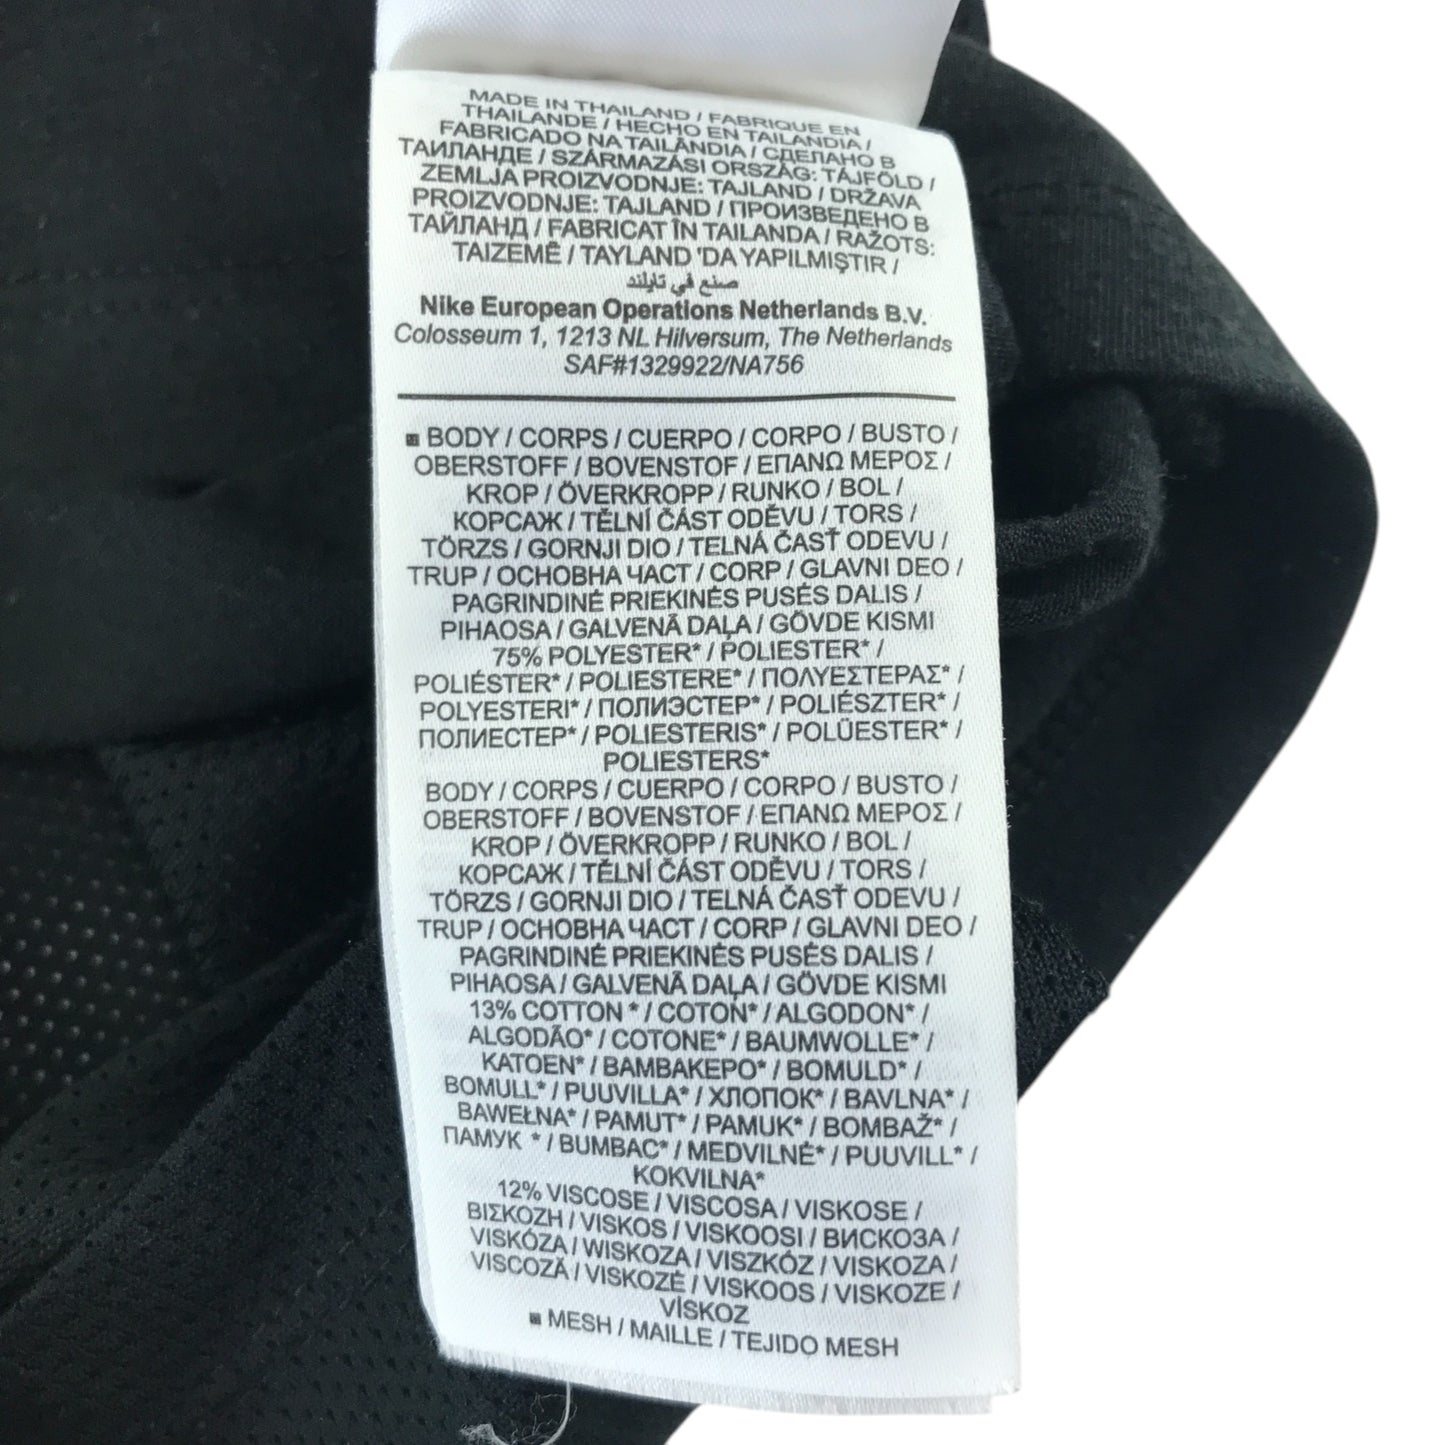 MADE IN THAILAND / FABRIQUE EN
THAILANDE / HECHO EN TAILANDIA /
FABRICADO NA TAILÂNDIA / СДЕЛАНО В
ТАИЛАНДЕ / SZÁRMAZÁSI ORSZÁG: TÁJFÖLD /
ZEMLJA PROIZVODNJE: TAJLAND / DRŽAVA
PROIZVODNJE: TAJLAND / ПРОИЗВЕДЕНО В
ТАЙЛАНД / FABRICAT ÎN TAILANDA / RAŽOTS:
TAIZEMĒ / TAYLAND 'DA YAPILMIŞTIR /
صنع في تايلند
Nike European Operations Netherlands B.V.
Colosseum 1, 1213 NL Hilversum, The Netherlands
SAF#1329922/NA756
BODY / CORPS / CUERPO / CORPO / BUSTO /
OBERSTOFF / BOVENSTOF / ΕΠΑΝΩ ΜΕΡΟΣ /
KROP / ÖVERKROPP / RUNKO / BOL /
КОРСАЖ / TĚLNÍ ČÁST ODĚVU / TORS /
TÖRZS / GORNJI DIO / TELNÁ ČASŤ ODEVU /
TRUP / ОСНОВНА ЧАСТ / CORP / GLAVNI DEO /
PAGRINDINĖ PRIEKINĖS PUSĖS DALIS /
PIHAOSA / GALVENĀ DAĻA / GÖVDE KISMI
75% POLYESTER* / POLIESTER* /
POLIÉSTER* / POLIESTERE* / ΠΟΛΥΕΣΤΕΡΑΣ* /
POLYESTERI* / ПОЛИЭСТЕР* / POLIÉSZTER* /
ПОЛИЕСТЕР* / POLIESTERIS* / POLÜESTER* /
POLIESTERS*
BODY / CORPS / CUERPO / CORPO / BUSTO /
OBERSTOFF / BOVENSTOF / ΕΠΑΝΩ ΜΕΡΟΣ /
KROP / ÖVERKROPP / RUNKO / BOL /
КОРСАЖ / TĚLNÍ ČÁST ODĚVU / TORS /
TÖRZS / GORNJI DIO / TELNÁ ČASŤ ODEVU /
TRUP / ОСНОВНА ЧАСТ / CORP / GLAVNI DEO /
PAGRINDINĖ PRIEKINĖS PUSĖS DALIS /
PIHAOSA / GALVENĀ DAĻA / GÖVDE KISMI
13% COTTON * / COTON* / ALGODON* /
ALGODÃO* / COTONE* / BAUMWOLLE* /
KATOEN* / ΒΑΜΒΑΚΕΡΟ* / BOMULD* /
BOMULL* / PUUVILLA* / ХЛОПОК* / BAVLNA* /
BAWEŁNA* / PAMUT* / PAMUK* / BOMBAŽ* /
ПАМУК * / BUMBAC* / MEDVILNĖ* / PUUVILL* /
KOKVILNA*
12% VISCOSE / VISCOSA / VISKOSE /
ΒΙΣΚΟΖΗ / VISKOS / VISKOOSI / ВИСКОЗА /
VISKÓZA / WISKOZA / VISZKÓZ / VISKOZA /
VISCOZĂ / VISKOZĖ / VISKOOS / VISKOZE /
VİSKOZ
MESH / MAILLE / TEJIDO MESH